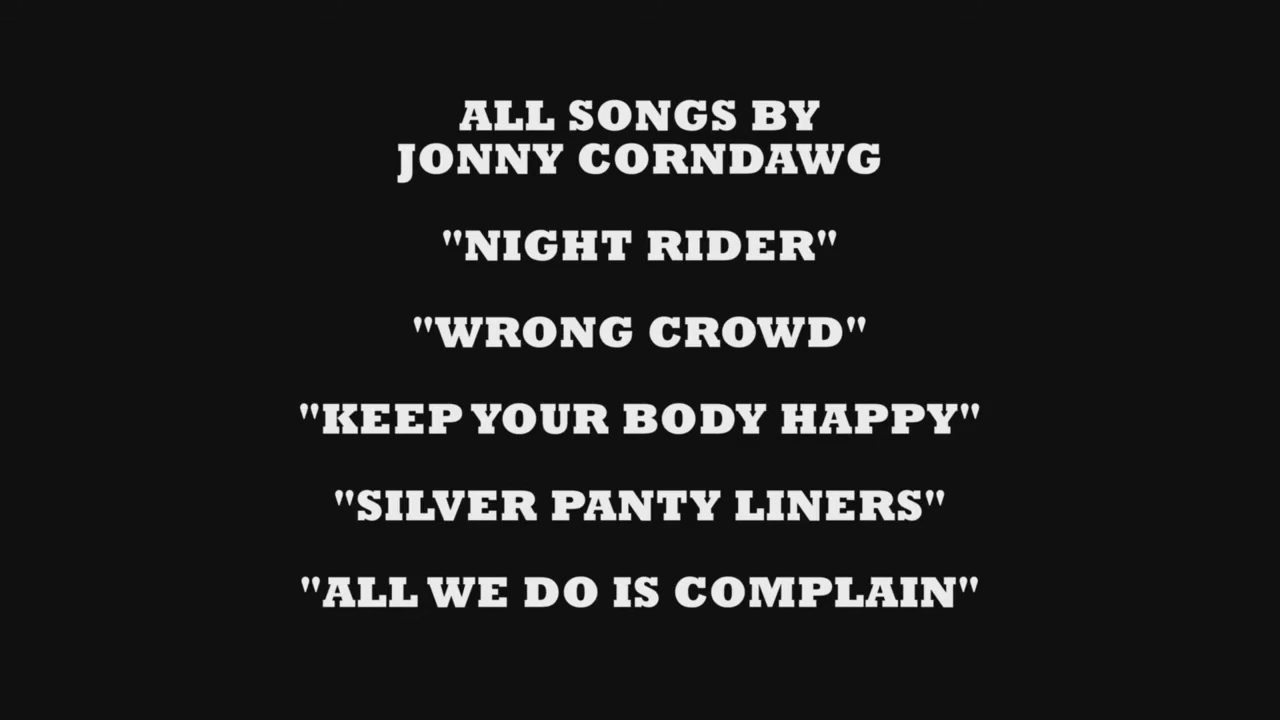 ALL SONGS BY
JONNY CORNDAWG
"NIGHT RIDER"
"WRONG CROWD"
"KEEP YOUR BODY HAPPY"
"SILVER PANTY LINERS"
"ALL WE DO IS COMPLAIN"